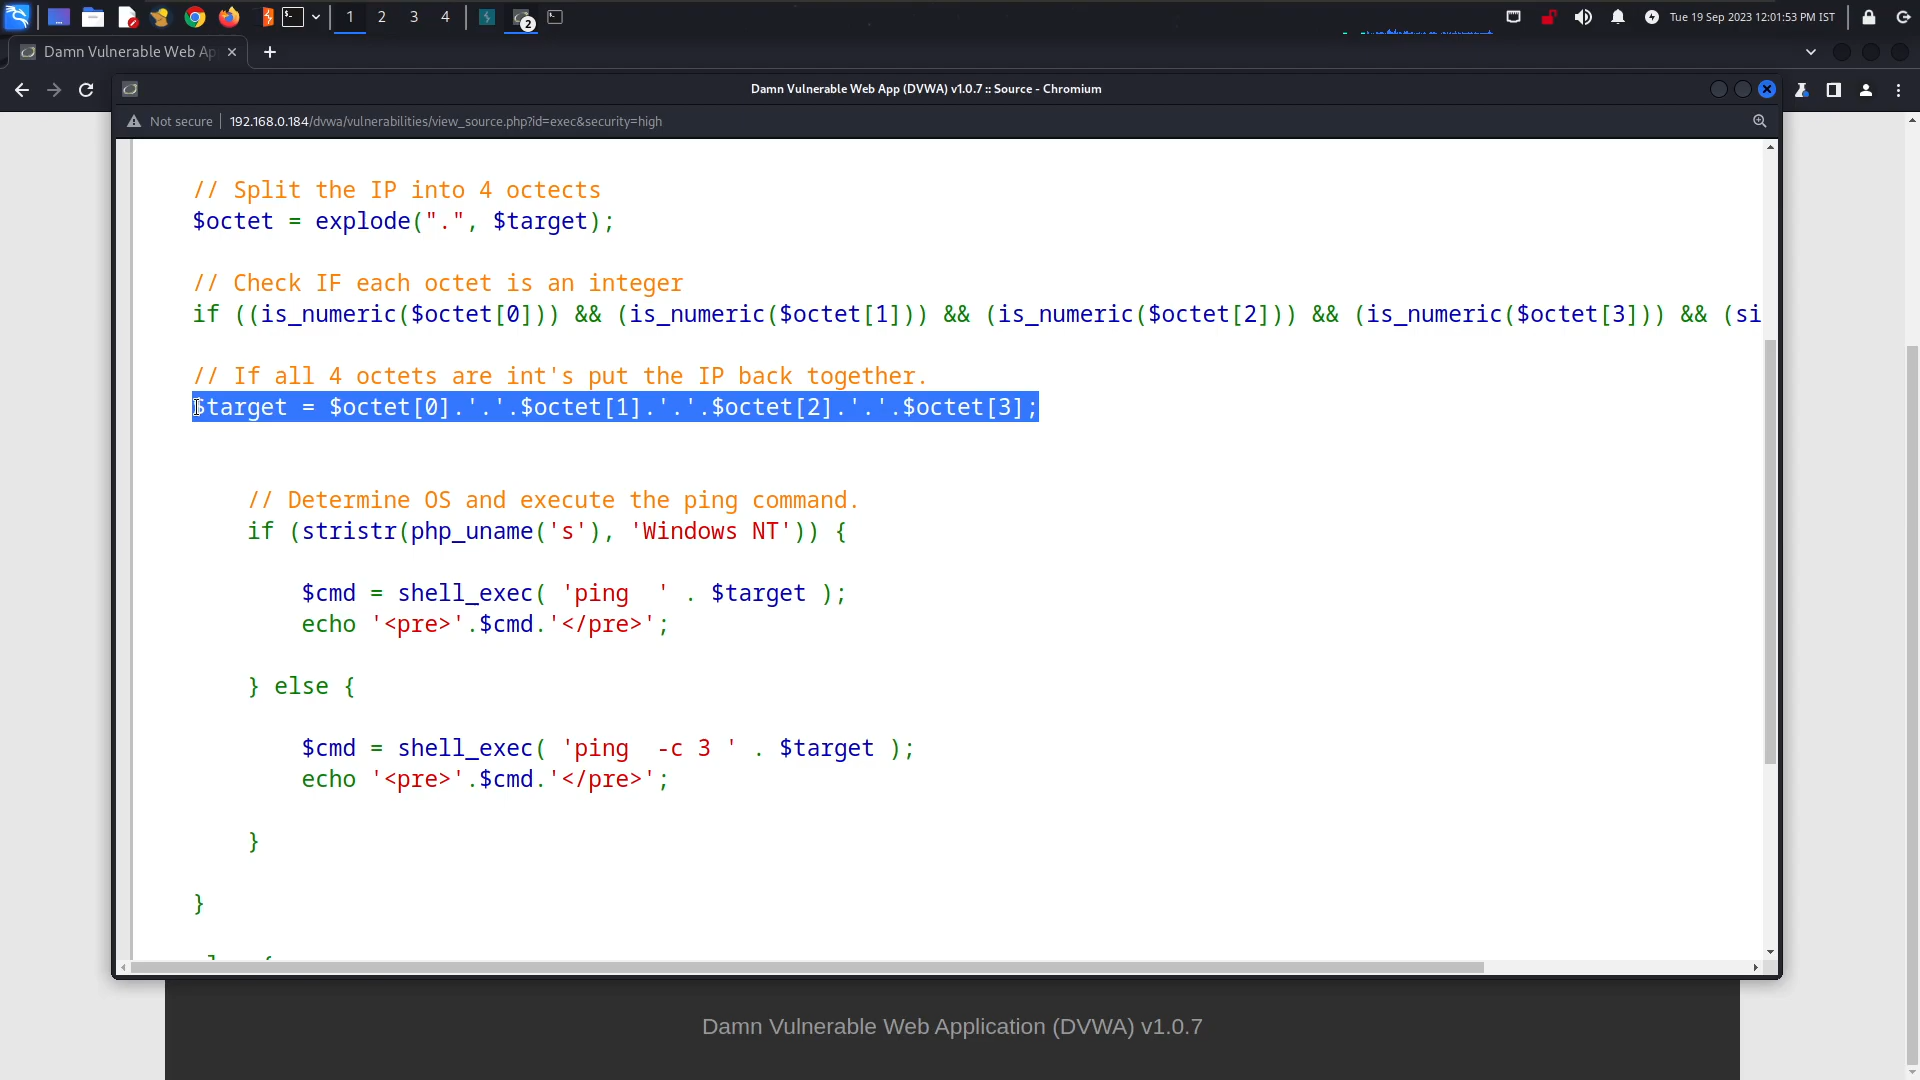 1 2 3 4
2
Tue 19 Sep 2023 12:01:53 PM IST
Damn Vulnerable Web Ap
Damn Vulnerable Web App (DVWA) v1.0.7 :: Source - Chromium
Not secure 192.168.0.184/dvwa/vulnerabilities/view_source.php?id=exec&security=high
// Split the IP into 4 octects
$octet = explode(".", $target);
// Check IF each octet is an integer
if ((is_numeric($octet[0])) && (is_numeric($octet[1])) && (is_numeric($octet[2])) && (is_numeric($octet[3])) && (si
// If all 4 octets are int's put the IP back together.
$target = $octet[0].'.'.$octet[1].'.'.$octet[2].'.'.$octet[3];
// Determine OS and execute the ping command.
if (stristr(php_uname('s'), 'Windows NT')) {
$cmd = shell_exec( 'ping  ' . $target );
echo '<pre>'.$cmd.'</pre>';
} else {
$cmd = shell_exec( 'ping  -c 3 ' . $target );
echo '<pre>'.$cmd.'</pre>';
}
}
Damn Vulnerable Web Application (DVWA) v1.0.7